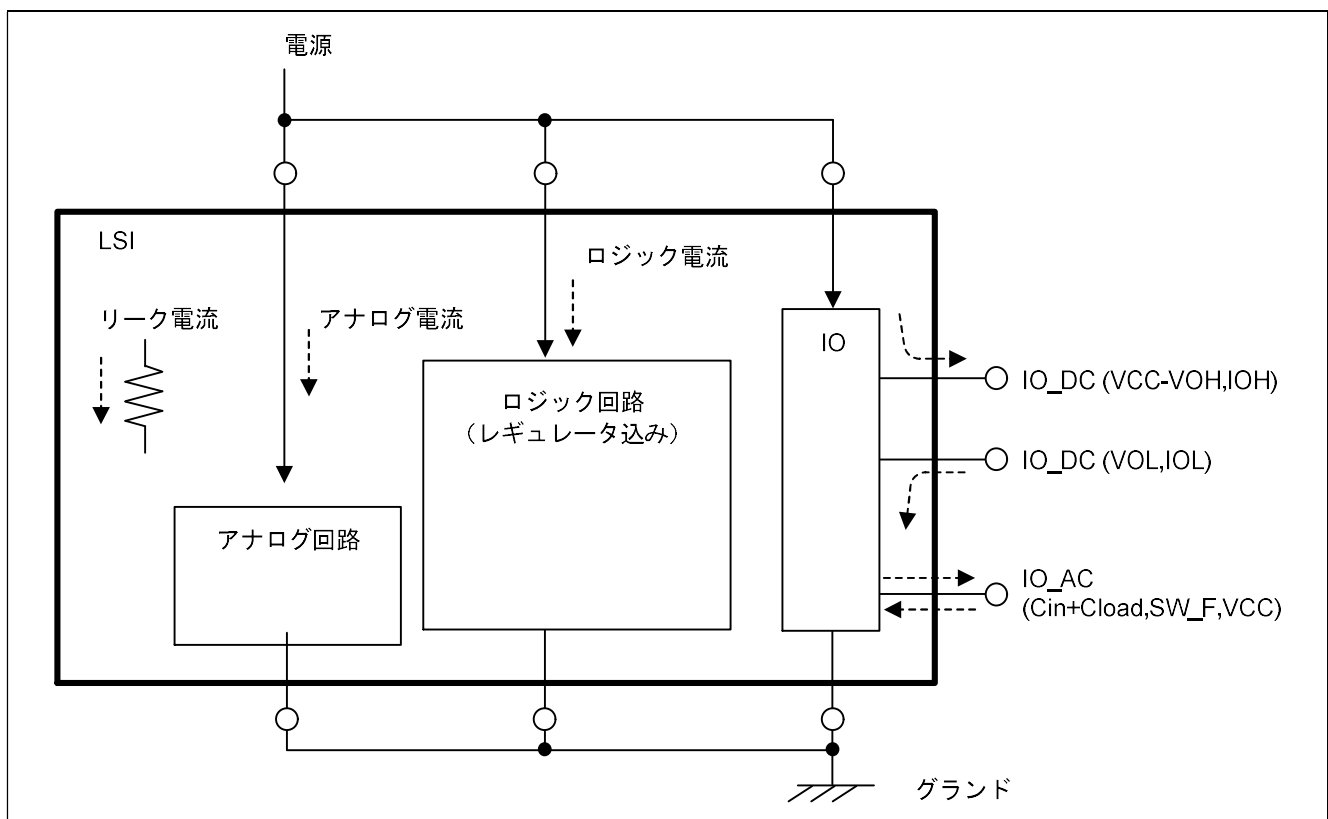 電源
LSI
ロジック電流
リーク電流
アナログ電流
IO
IO_DC (VCC-VOH,IOH)
ロジック回路
(レギュレータ込み)
IO_DC (VOL,IOL)
アナログ回路
IO_AC
(Cin+Cload,SW_F,VCC)
グランド